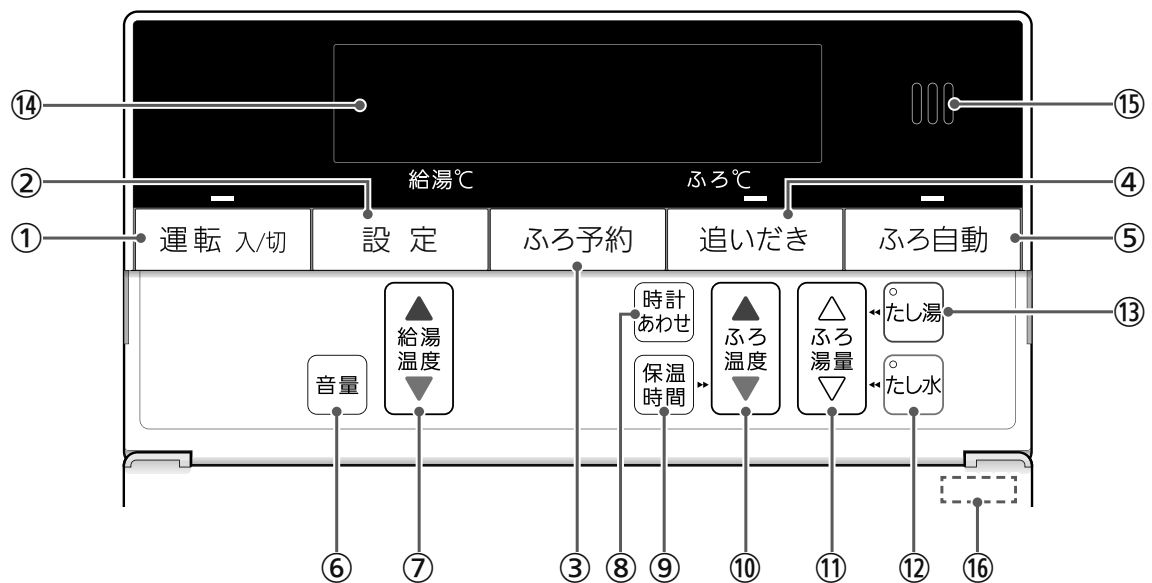 ⑭
⑮
給湯℃ ふろ℃
② ④
① 運転 入/切 設定 ふろ予約 追いだき ふろ自動 ⑤
▲
給湯
温度
▼
音量
時計
あわせ
保温
時間
▲
ふろ
温度
▼
△
ふろ
湯量
▽
たし湯
⑬
たし水
⑥ ⑦ ③ ⑧ ⑨ ⑩ ⑪ ⑫ ⑯